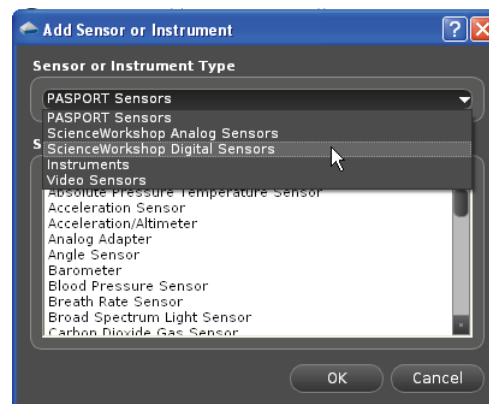 Add Sensor or Instrument
Sensor or Instrument Type
PASPORT Sensors
PASPORT Sensors
ScienceWorkshop Analog Sensors
S
ScienceWorkshop Digital Sensors
Instruments
Video Sensors
Absolute Pressure Temperature Sensor
Acceleration Sensor
Acceleration/Altimeter
Analog Adapter
Angle Sensor
Barometer
Blood Pressure Sensor
Breath Rate Sensor
Broad Spectrum Light Sensor
Carbon Dioxide Gas Sensor
OK
Cancel